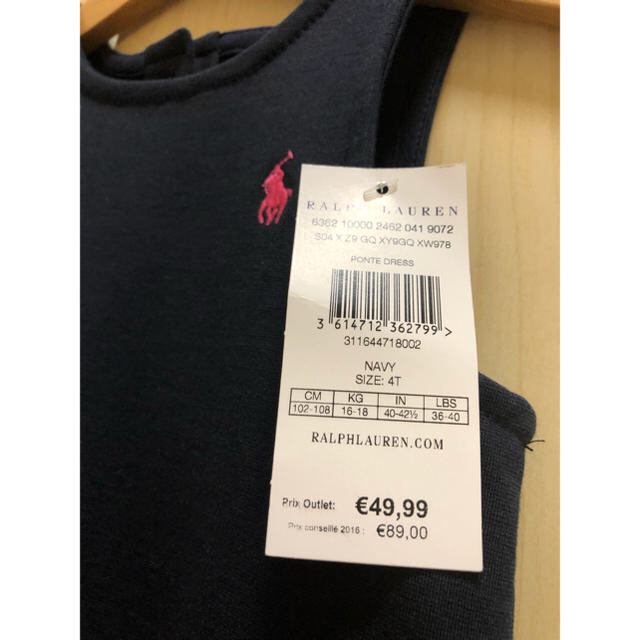 RALPH LAUREN
6362 10000 2462 041 9072
S04 X Z9 GQ XY9GQ XW978
PONTE DRESS
3 614712 362799 >
311644718002
NAVY
SIZE: 4T
CM KG IN LBS
102-108 16-18 40-42½ 36-40
RALPHLAUREN.COM
Prix Outlet: €49,99
Prix conseillé 2016 : €89,00